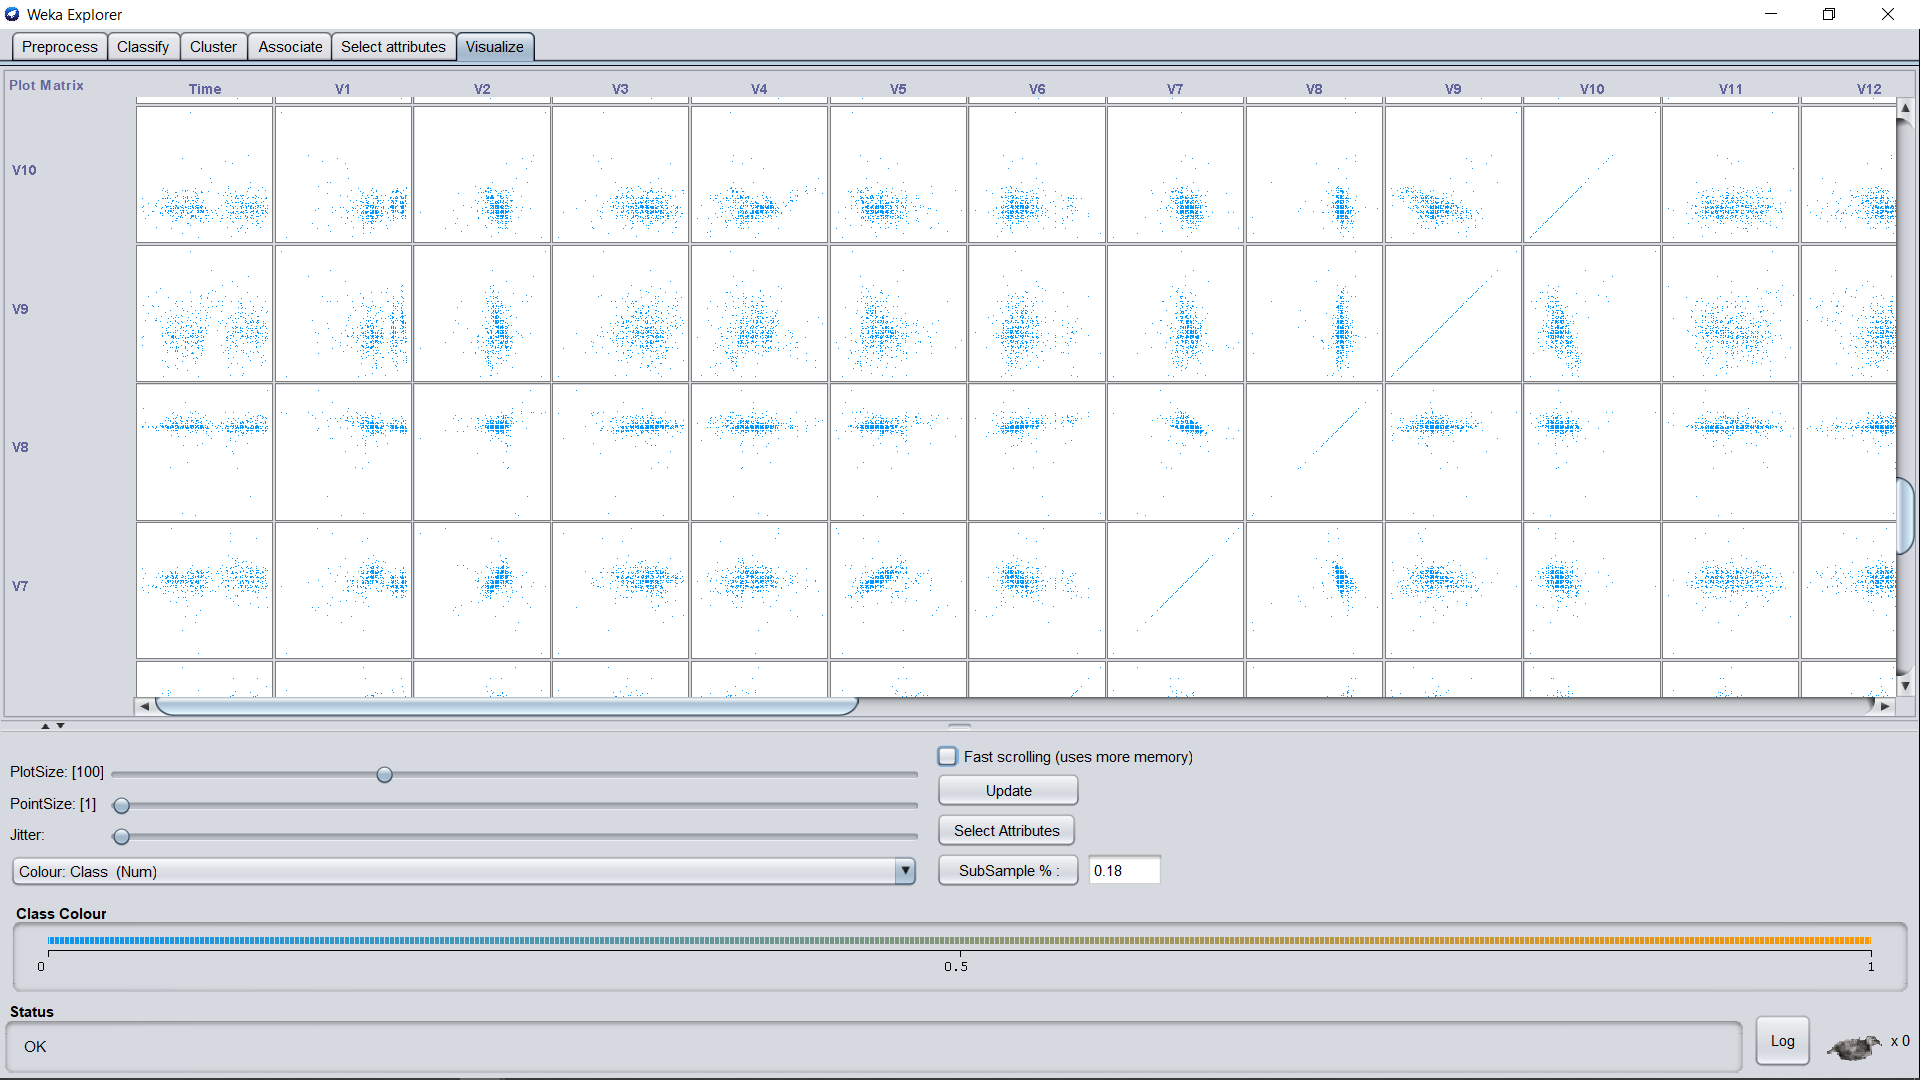 Weka Explorer
Preprocess Classify Cluster Associate Select attributes Visualize
Plot Matrix Time V1 V2 V3 V4 V5 V6 V7 V8 V9 V10 V11 V12
V10
V9
V8
V7
PlotSize: [100]
PointSize: [1]
Jitter:
Colour: Class (Num)
Fast scrolling (uses more memory)
Update
Select Attributes
SubSample % : 0.18
Class Colour
0 0.5 1
Status
OK
Log x 0